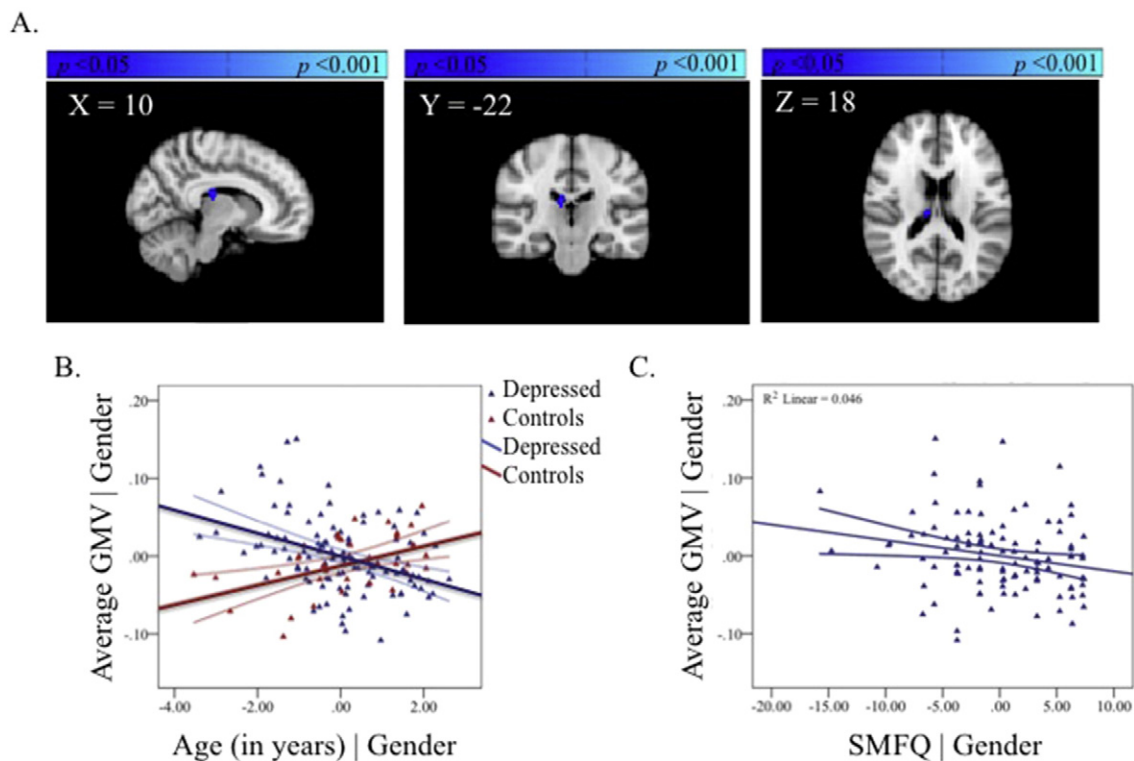 A.
p <0.05 p <0.001 p <0.05 p <0.001 p <0.05 p <0.001
X = 10 Y = -22 Z = 18
B.
Average GMV | Gender
.20
.10
.00
-.10
-4.00 -2.00 .00 2.00
Age (in years) | Gender
Depressed
Controls
Depressed
Controls
C.
Average GMV | Gender
R² Linear = 0.046
.20
.10
.00
-.10
-20.00 -15.00 -10.00 -5.00 .00 5.00 10.00
SMFQ | Gender